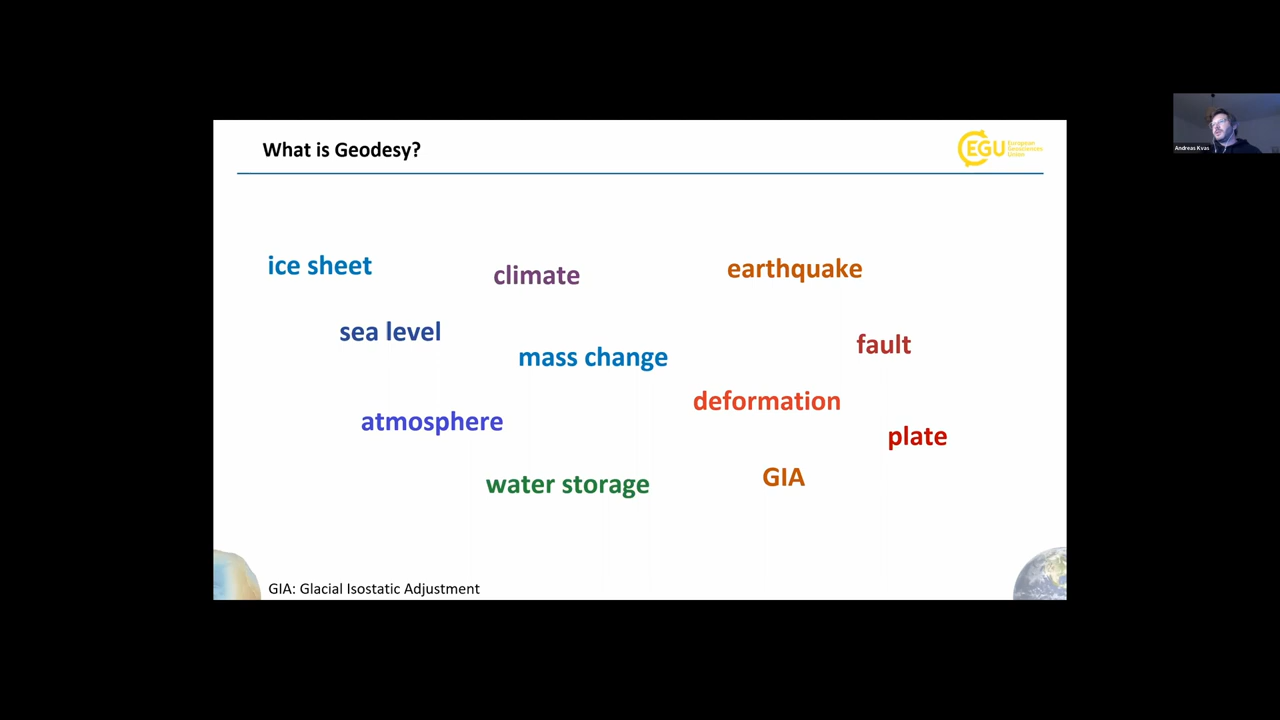 What is Geodesy?
EGU
European
Geosciences
Union
Andreas Kvas
ice sheet
climate
earthquake
sea level
mass change
fault
deformation
atmosphere
plate
water storage
GIA
GIA: Glacial Isostatic Adjustment